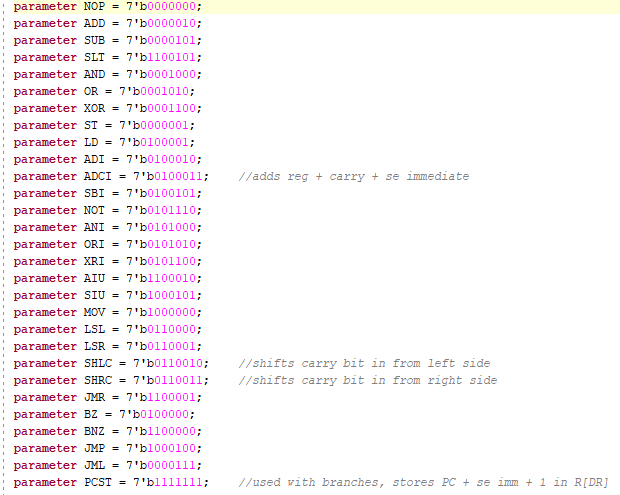 parameter NOP = 7'b0000000;
parameter ADD = 7'b0000010;
parameter SUB = 7'b0000101;
parameter SLT = 7'b1100101;
parameter AND = 7'b0001000;
parameter OR = 7'b0001010;
parameter XOR = 7'b0001100;
parameter ST = 7'b0000001;
parameter LD = 7'b0100001;
parameter ADI = 7'b0100010;
parameter ADCI = 7'b0100011; //adds reg + carry + se immediate
parameter SBI = 7'b0100101;
parameter NOT = 7'b0101110;
parameter ANI = 7'b0101000;
parameter ORI = 7'b0101010;
parameter XRI = 7'b0101100;
parameter AIU = 7'b1100010;
parameter SIU = 7'b1000101;
parameter MOV = 7'b1000000;
parameter LSL = 7'b0110000;
parameter LSR = 7'b0110001;
parameter SHLC = 7'b0110010; //shifts carry bit in from left side
parameter SHRC = 7'b0110011; //shifts carry bit in from right side
parameter JMR = 7'b1100001;
parameter BZ = 7'b0100000;
parameter BNZ = 7'b1100000;
parameter JMP = 7'b1000100;
parameter JML = 7'b0000111;
parameter PCST = 7'b1111111; //used with branches, stores PC + se imm + 1 in R[DR]